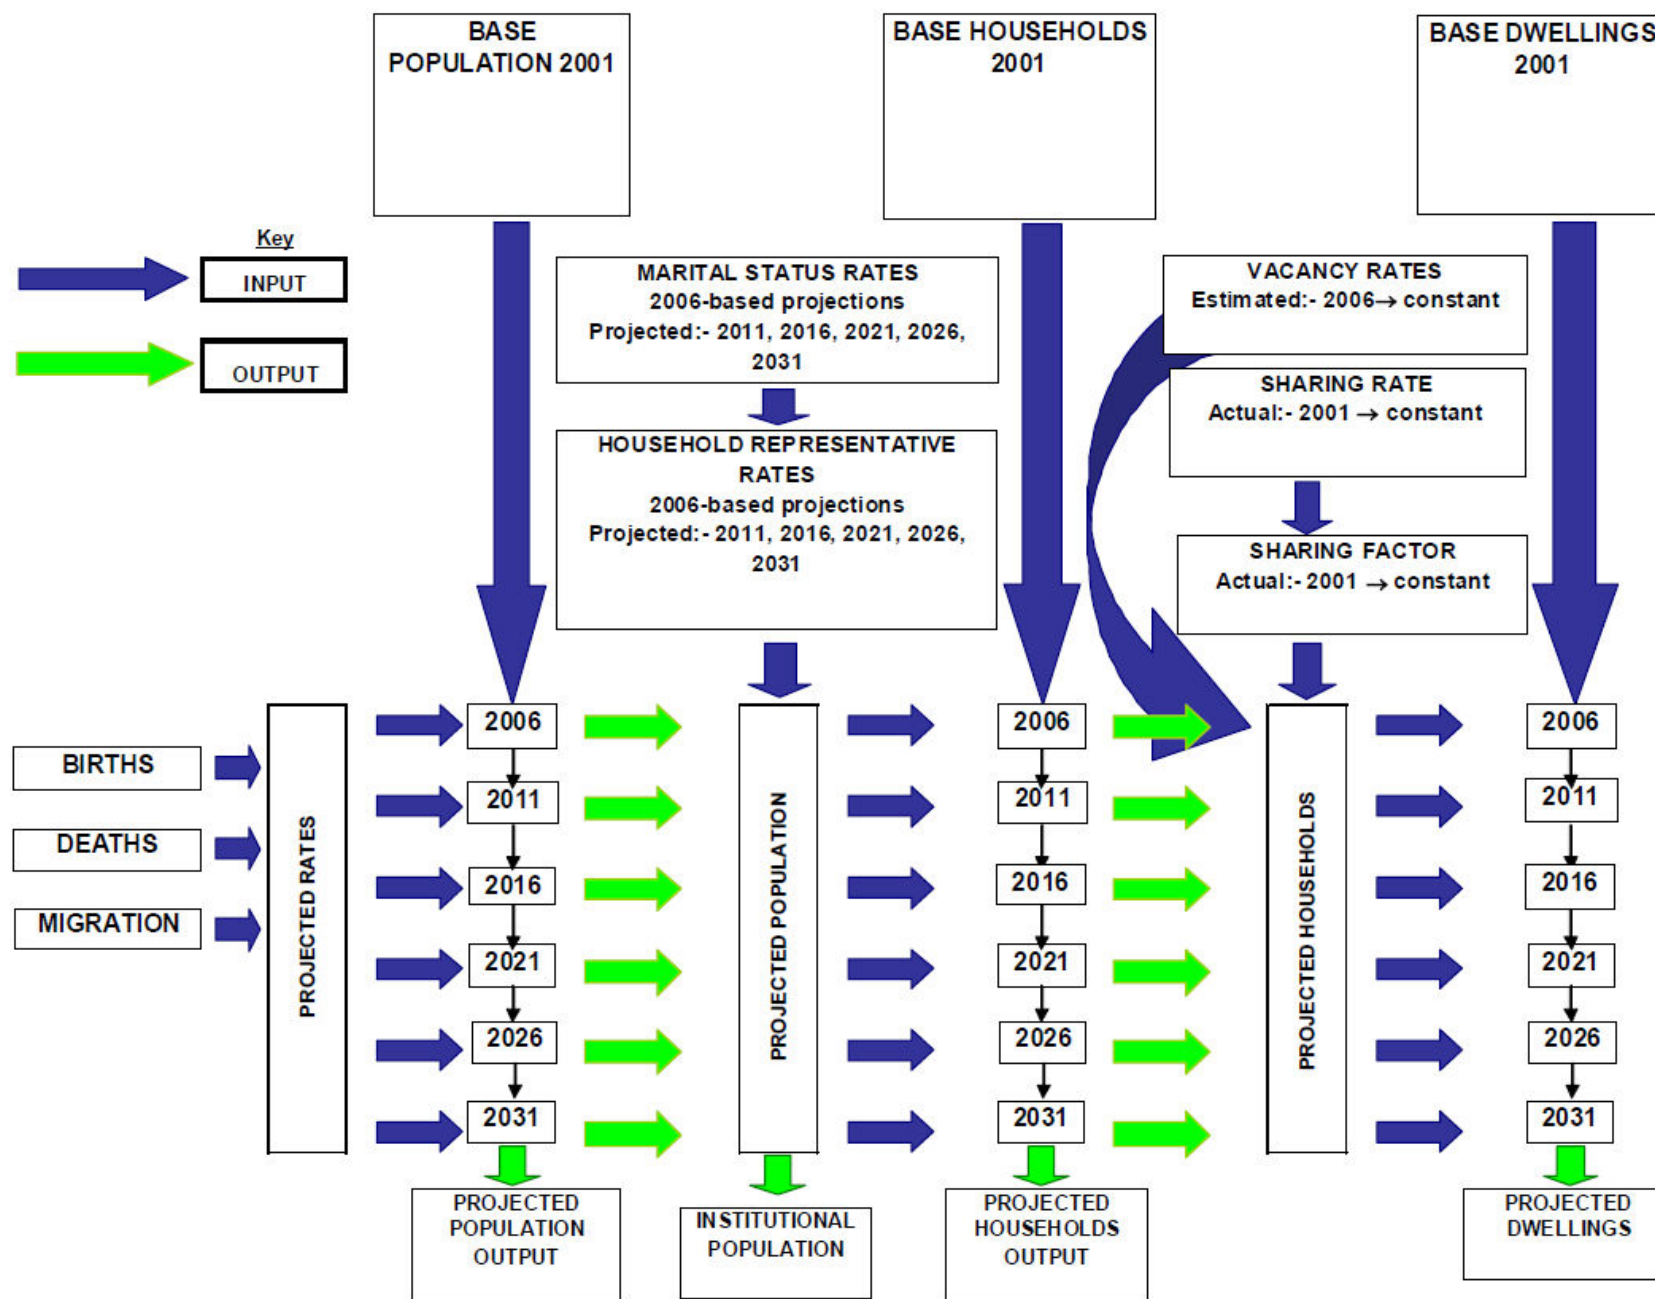 BASE
POPULATION 2001
BASE HOUSEHOLDS
2001
BASE DWELLINGS
2001
Key
INPUT
OUTPUT
MARITAL STATUS RATES
2006-based projections
Projected:- 2011, 2016, 2021, 2026,
2031
HOUSEHOLD REPRESENTATIVE
RATES
2006-based projections
Projected:- 2011, 2016, 2021, 2026,
2031
VACANCY RATES
Estimated:- 2006→ constant
SHARING RATE
Actual:- 2001 → constant
SHARING FACTOR
Actual:- 2001 → constant
BIRTHS
DEATHS
MIGRATION
PROJECTED RATES
2006
2011
2016
2021
2026
2031
PROJECTED POPULATION
2006
2011
2016
2021
2026
2031
PROJECTED HOUSEHOLDS
2006
2011
2016
2021
2026
2031
PROJECTED
POPULATION
OUTPUT
INSTITUTIONAL
POPULATION
PROJECTED
HOUSEHOLDS
OUTPUT
PROJECTED
DWELLINGS